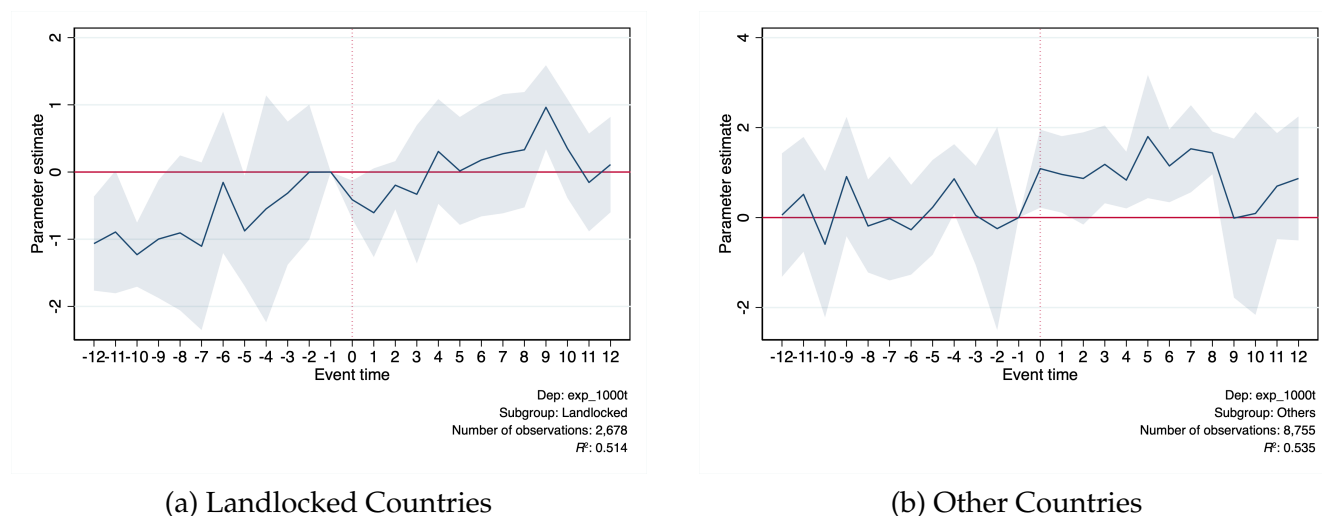 2
1
0
-1
-2
Parameter estimate
-12-11-10 -9 -8 -7 -6 -5 -4 -3 -2 -1 0 1 2 3 4 5 6 7 8 9 10 11 12
Event time
Dep: exp_1000t
Subgroup: Landlocked
Number of observations: 2,678
R²: 0.514
(a) Landlocked Countries
4
2
0
-2
Parameter estimate
-12-11-10 -9 -8 -7 -6 -5 -4 -3 -2 -1 0 1 2 3 4 5 6 7 8 9 10 11 12
Event time
Dep: exp_1000t
Subgroup: Others
Number of observations: 8,755
R²: 0.535
(b) Other Countries